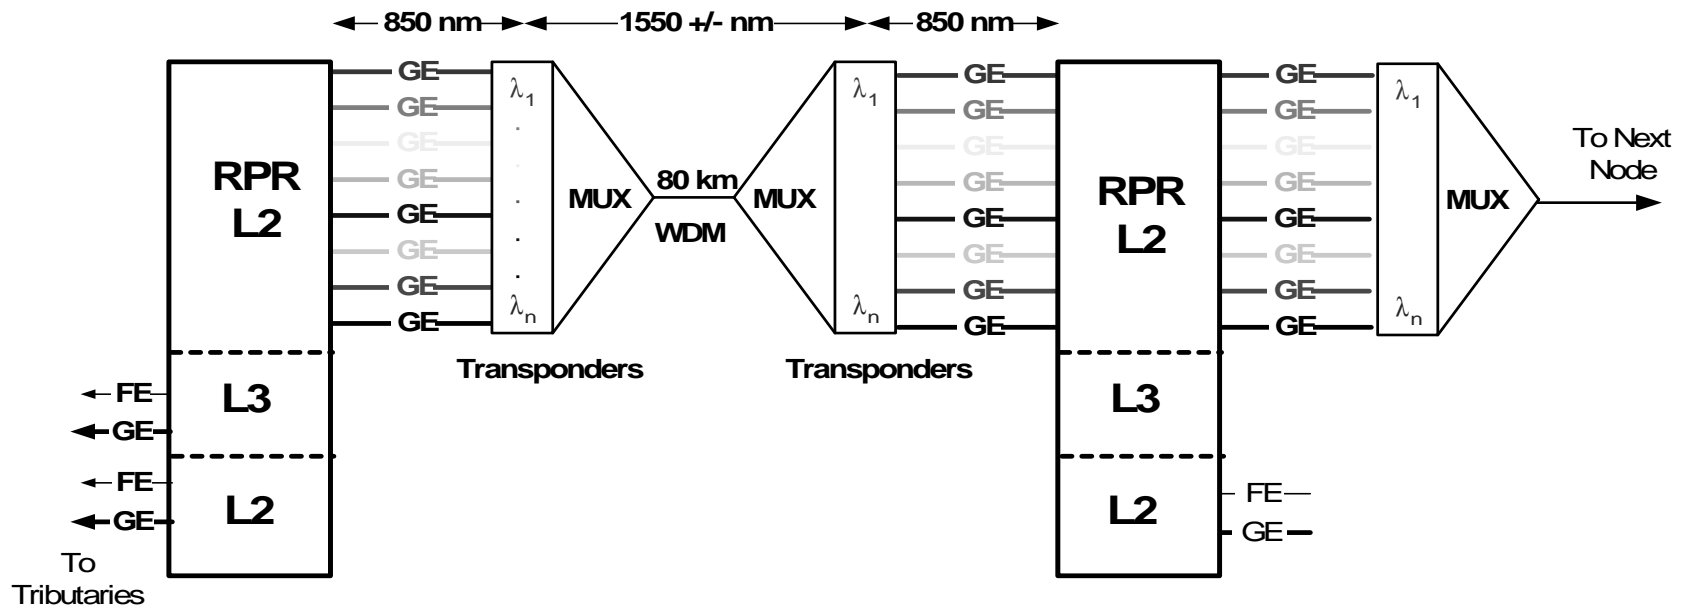 850 nm
1550 +/- nm
850 nm
GE
GE
GE
GE
GE
GE
GE
GE
λ1
.
.
.
.
.
λn
RPR
L2
MUX
80 km
WDM
MUX
λ1
λn
GE
GE
GE
GE
GE
GE
GE
GE
RPR
L2
GE
GE
GE
GE
GE
GE
GE
GE
λ1
λn
MUX
To Next
Node
Transponders
Transponders
FE
GE
L3
FE
GE
L2
To
Tributaries
L3
L2
FE
GE